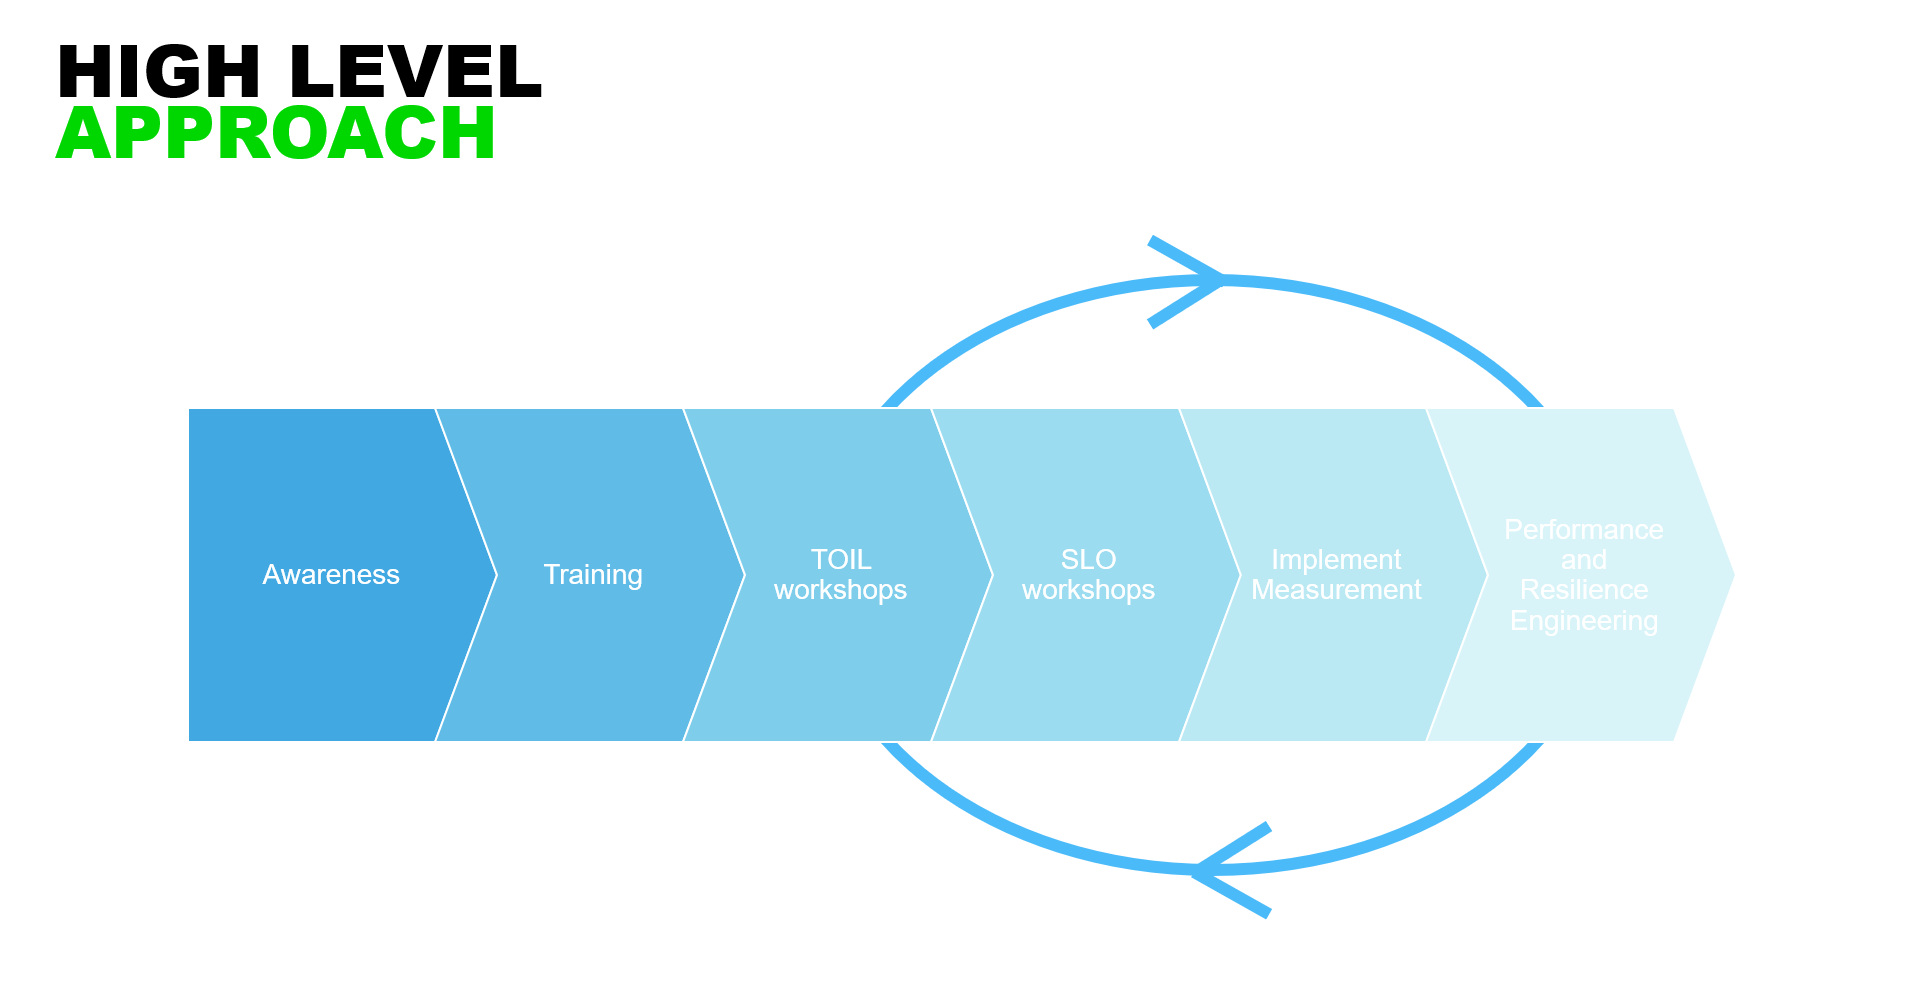 HIGH LEVEL
APPROACH
Awareness
Training
TOIL
workshops
SLO
workshops
Implement
Measurement
Performance
and
Resilience
Engineering